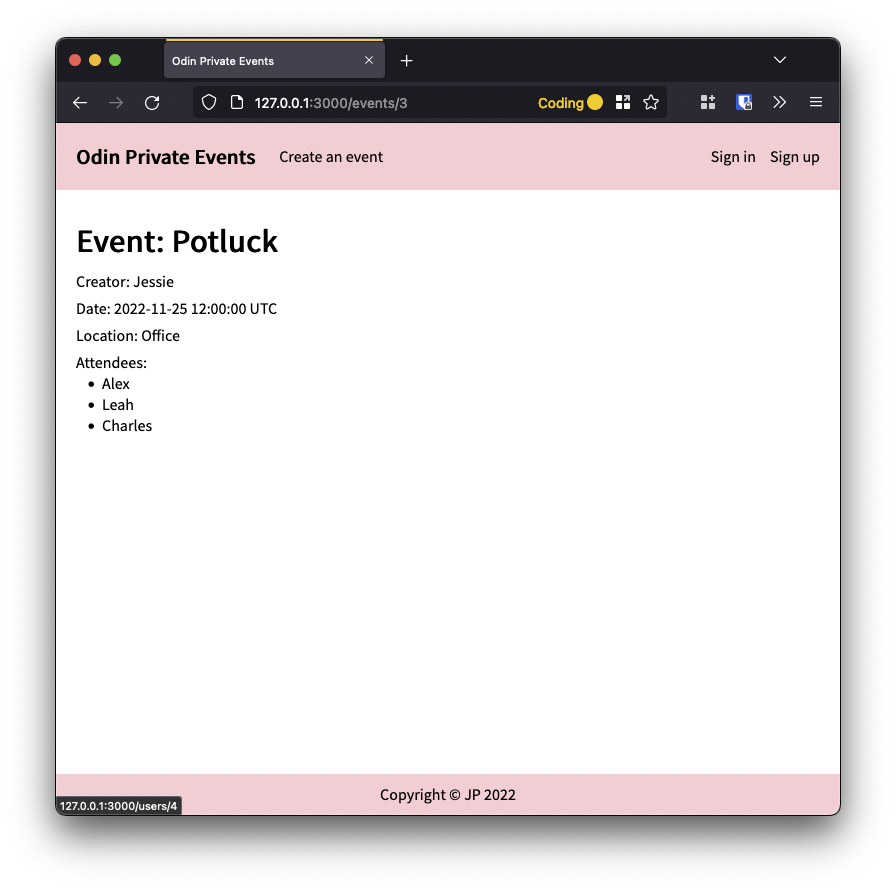 Odin Private Events
127.0.0.1:3000/events/3
Coding
Odin Private Events Create an event Sign in Sign up
Event: Potluck
Creator: Jessie
Date: 2022-11-25 12:00:00 UTC
Location: Office
Attendees:
• Alex
• Leah
• Charles
Copyright © JP 2022
127.0.0.1:3000/users/4